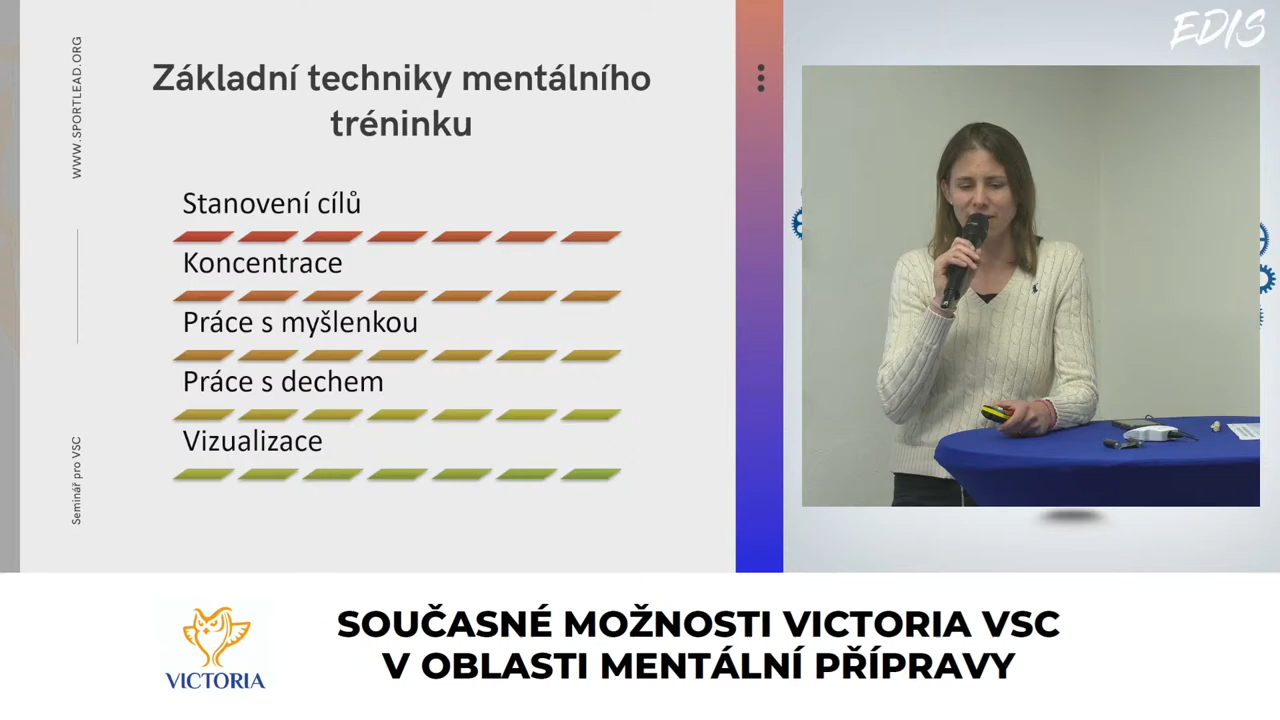 WWW.SPORTLEAD.ORG
Seminář pro VSC
Základní techniky mentálního
tréninku
Stanovení cílů
Koncentrace
Práce s myšlenkou
Práce s dechem
Vizualizace
EDIS
VICTORIA
SOUČASNÉ MOŽNOSTI VICTORIA VSC
V OBLASTI MENTÁLNÍ PŘÍPRAVY